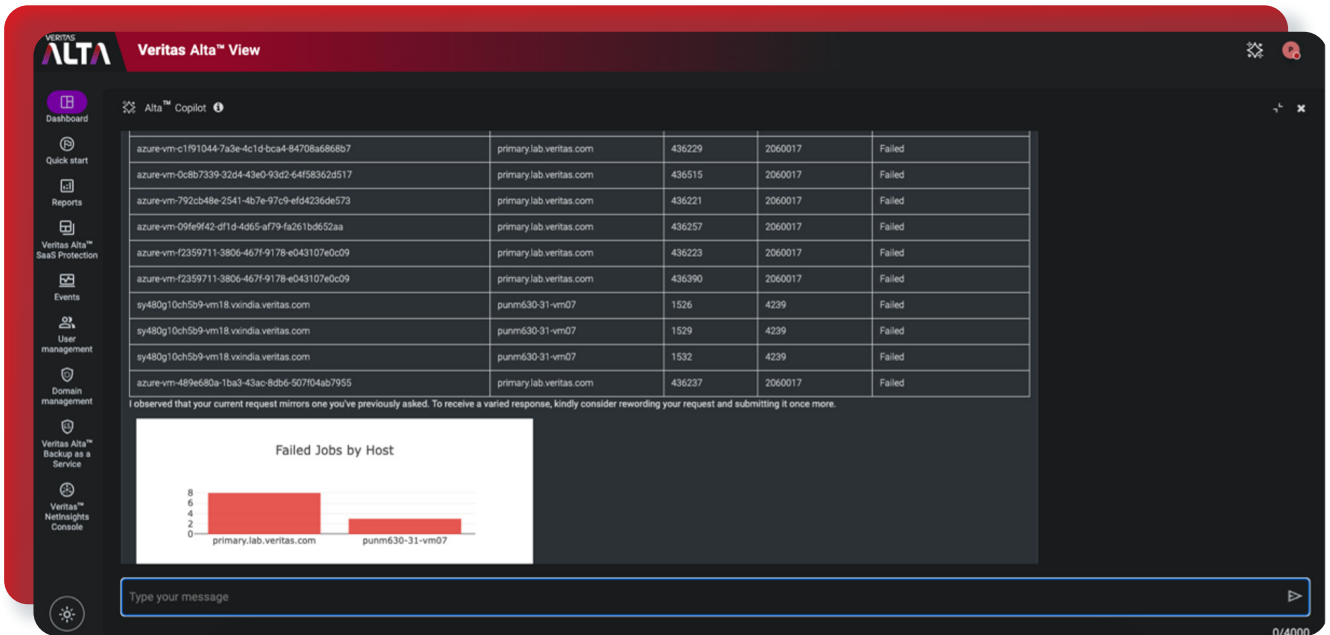 VERITAS
ALTA
Veritas Alta™ View
P
Dashboard
Quick start
Reports
Veritas Alta™
SaaS Protection
Events
User
management
Domain
management
Veritas Alta™
Backup as a
Service
Veritas™
NetInsights
Console
Alta™ Copilot
azure-vm-c1f91044-7a3e-4c1d-bca4-84708a6868b7 primary.lab.veritas.com 436229 2060017 Failed
azure-vm-0c8b7339-32d4-43e0-93d2-64f58362d517 primary.lab.veritas.com 436515 2060017 Failed
azure-vm-792cb48e-2541-4b7e-97c9-efd4236de573 primary.lab.veritas.com 436221 2060017 Failed
azure-vm-09fe9f42-df1d-4d65-af79-fa261bd652aa primary.lab.veritas.com 436257 2060017 Failed
azure-vm-f2359711-3806-467f-9178-e043107e0c09 primary.lab.veritas.com 436223 2060017 Failed
azure-vm-f2359711-3806-467f-9178-e043107e0c09 primary.lab.veritas.com 436390 2060017 Failed
sy480g10ch5b9-vm18.vxindia.veritas.com punm630-31-vm07 1526 4239 Failed
sy480g10ch5b9-vm18.vxindia.veritas.com punm630-31-vm07 1529 4239 Failed
sy480g10ch5b9-vm18.vxindia.veritas.com punm630-31-vm07 1532 4239 Failed
azure-vm-489e680a-1ba3-43ac-8db6-507f04ab7955 primary.lab.veritas.com 436237 2060017 Failed
I observed that your current request mirrors one you've previously asked. To receive a varied response, kindly consider rewording your request and submitting it once more.
Failed Jobs by Host
8
6
4
2
0
primary.lab.veritas.com punm630-31-vm07
Type your message
0/4000